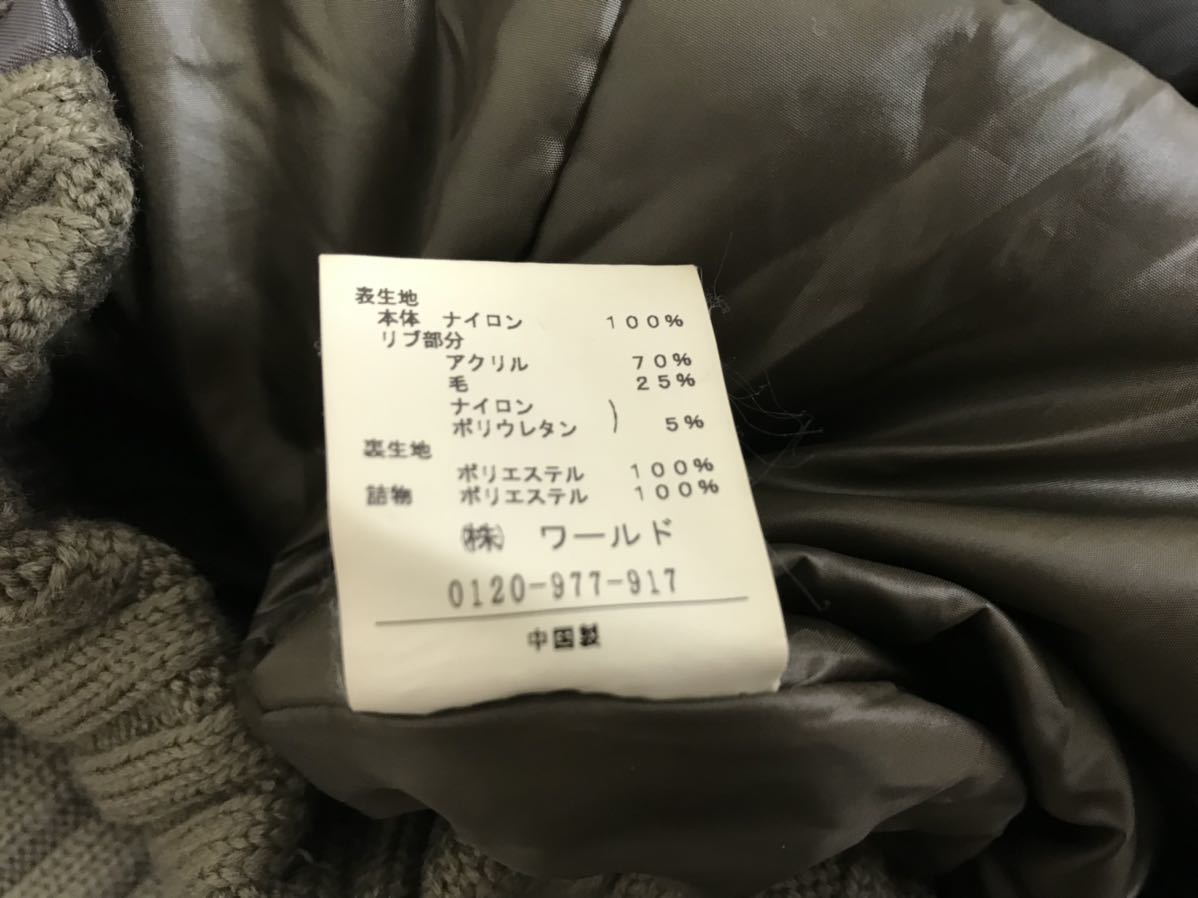 表生地
本体 ナイロン 100%
リブ部分
アクリル 70%
毛 25%
ナイロン )
ポリウレタン 5%
裏生地
ポリエステル 100%
詰物 ポリエステル 100%
㈱ ワールド
0120-977-917
中国製